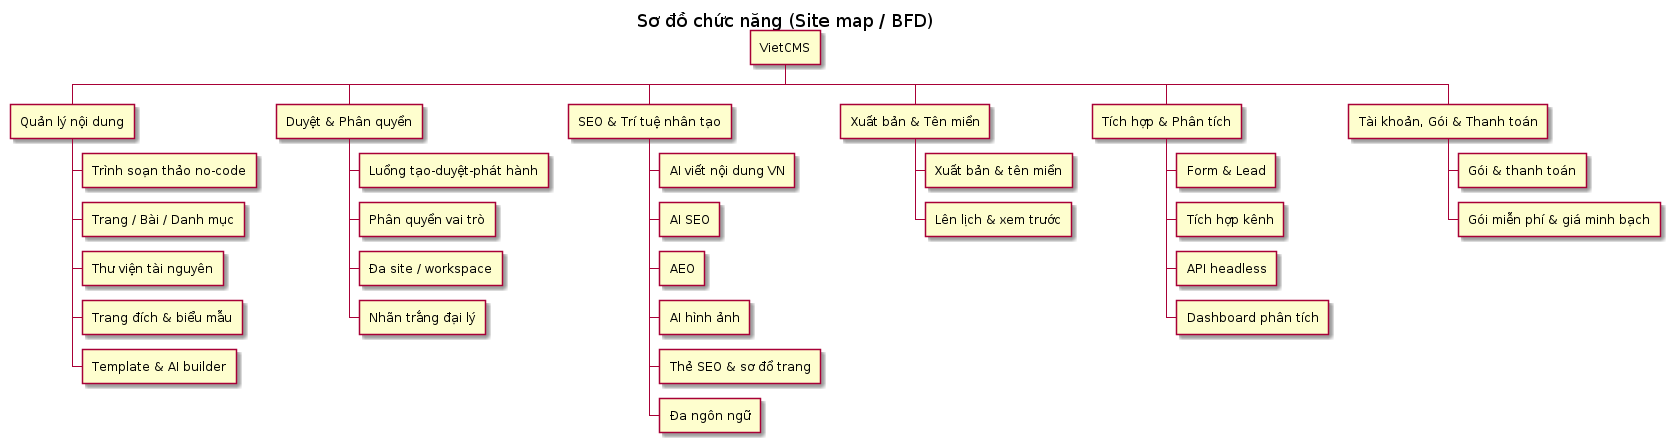 Sơ đồ chức năng (Site map / BFD)
VietCMS
Quản lý nội dung
Trình soạn thảo no-code
Trang / Bài / Danh mục
Thư viện tài nguyên
Trang đích & biểu mẫu
Template & AI builder
Duyệt & Phân quyền
Luồng tạo-duyệt-phát hành
Phân quyền vai trò
Đa site / workspace
Nhãn trắng đại lý
SEO & Trí tuệ nhân tạo
AI viết nội dung VN
AI SEO
AEO
AI hình ảnh
Thẻ SEO & sơ đồ trang
Đa ngôn ngữ
Xuất bản & Tên miền
Xuất bản & tên miền
Lên lịch & xem trước
Tích hợp & Phân tích
Form & Lead
Tích hợp kênh
API headless
Dashboard phân tích
Tài khoản, Gói & Thanh toán
Gói & thanh toán
Gói miễn phí & giá minh bạch